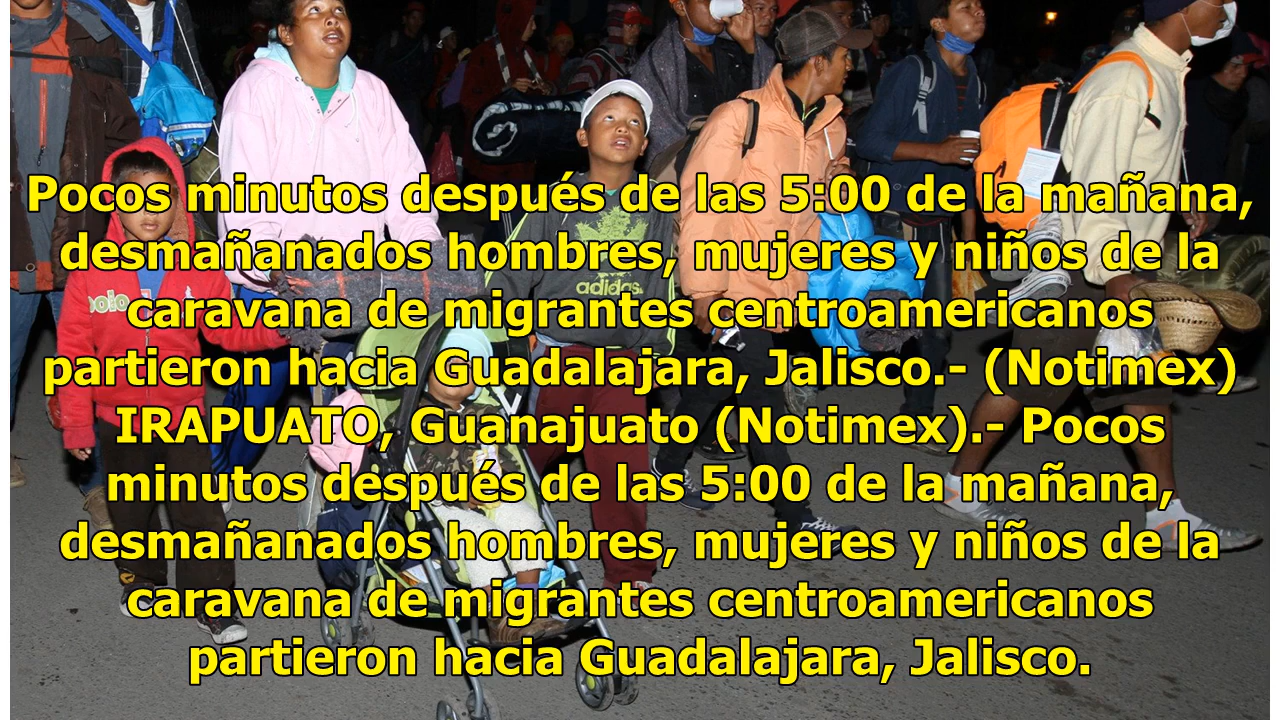 Pocos minutos después de las 5:00 de la mañana,
desmañanados hombres, mujeres y niños de la
caravana de migrantes centroamericanos
partieron hacia Guadalajara, Jalisco.- (Notimex)
IRAPUATO, Guanajuato (Notimex).- Pocos
minutos después de las 5:00 de la mañana,
desmañanados hombres, mujeres y niños de la
caravana de migrantes centroamericanos
partieron hacia Guadalajara, Jalisco.
adidas